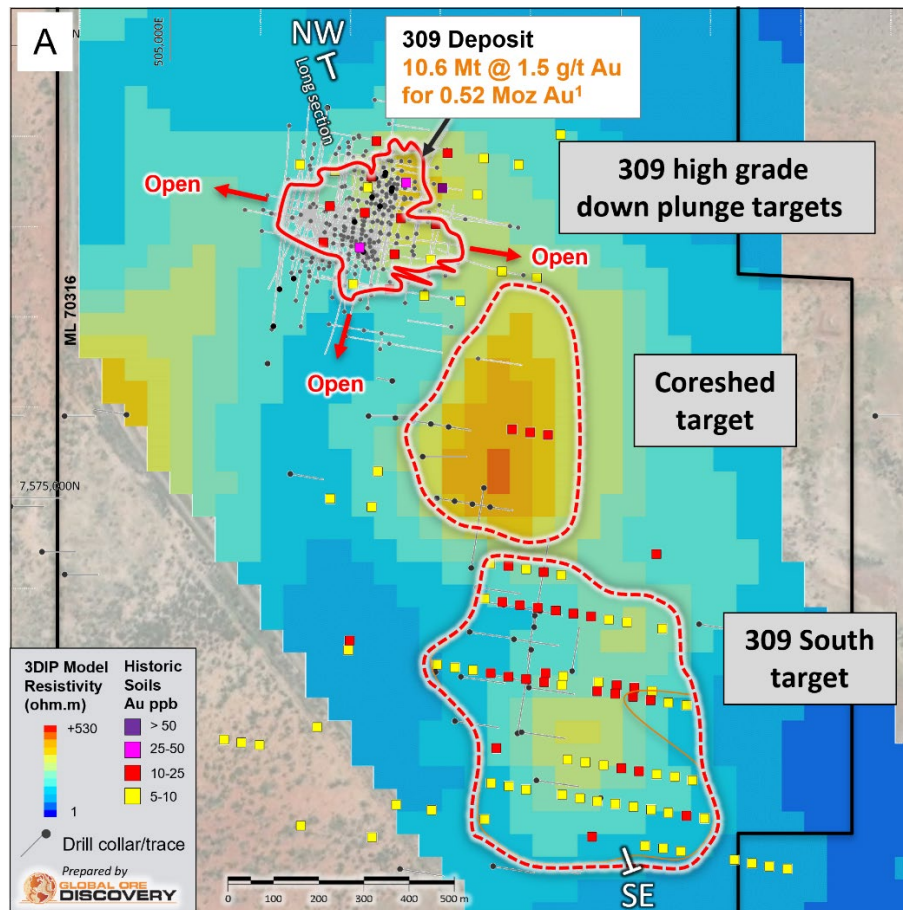 A
505,000E
NW
Long section
309 Deposit
10.6 Mt @ 1.5 g/t Au
for 0.52 Moz Au¹
309 high grade
down plunge targets
Open
Open
Open
ML 70316
Coreshed
target
7,575,000N
309 South
target
3DIP Model
Resistivity
(ohm.m)
+530
1
Historic
Soils
Au ppb
> 50
25-50
10-25
5-10
Drill collar/trace
Prepared by
GLOBAL ORE
DISCOVERY
0 100 200 300 400 500 m
SE